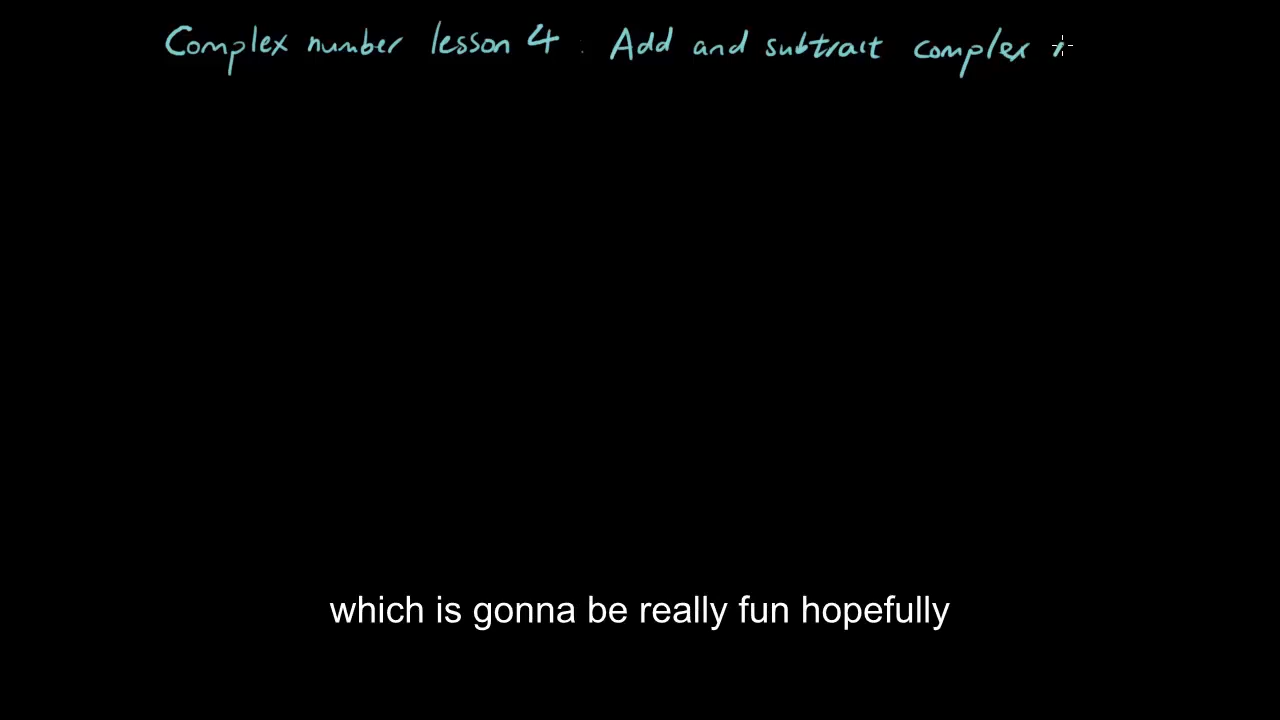 Complex number lesson 4 : Add and subtract complex
which is gonna be really fun hopefully